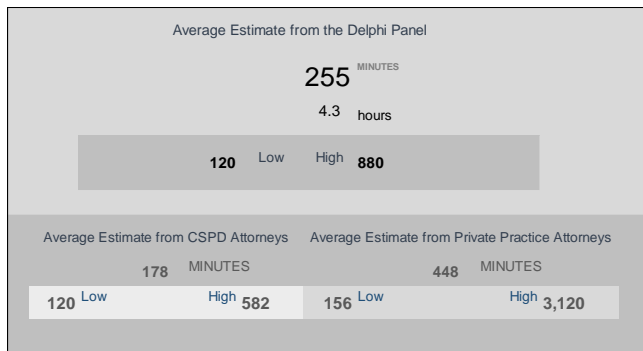 Average Estimate from the Delphi Panel
255 MINUTES
4.3 hours
120 Low High 880
Average Estimate from CSPD Attorneys Average Estimate from Private Practice Attorneys
178 MINUTES 448 MINUTES
120 Low High 582 156 Low High 3,120